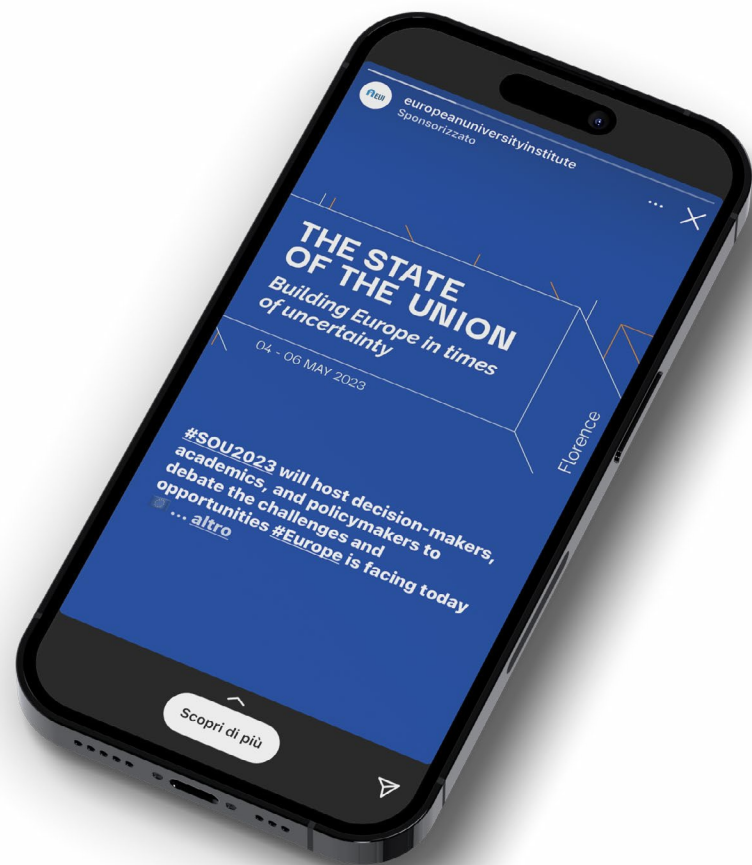 EUI
europeanuniversityinstitute
Sponsorizzato
THE STATE
OF THE UNION
Building Europe in times
of uncertainty
04 - 06 MAY 2023
Florence
#SOU2023 will host decision-makers,
academics, and policymakers to
debate the challenges and
opportunities #Europe is facing today
... altro
Scopri di più